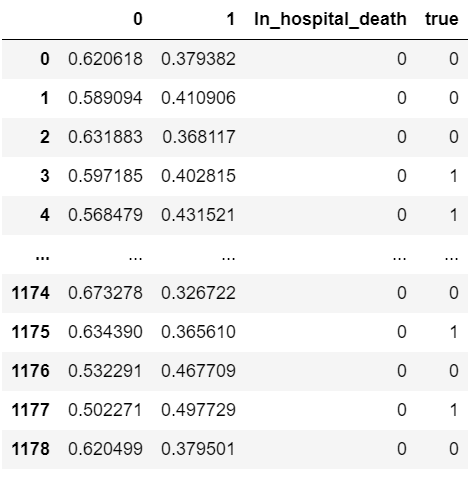 0 1 In_hospital_death true
0 0.620618 0.379382 0 0
1 0.589094 0.410906 0 0
2 0.631883 0.368117 0 0
3 0.597185 0.402815 0 1
4 0.568479 0.431521 0 1
... ... ... ... ...
1174 0.673278 0.326722 0 0
1175 0.634390 0.365610 0 1
1176 0.532291 0.467709 0 0
1177 0.502271 0.497729 0 1
1178 0.620499 0.379501 0 0